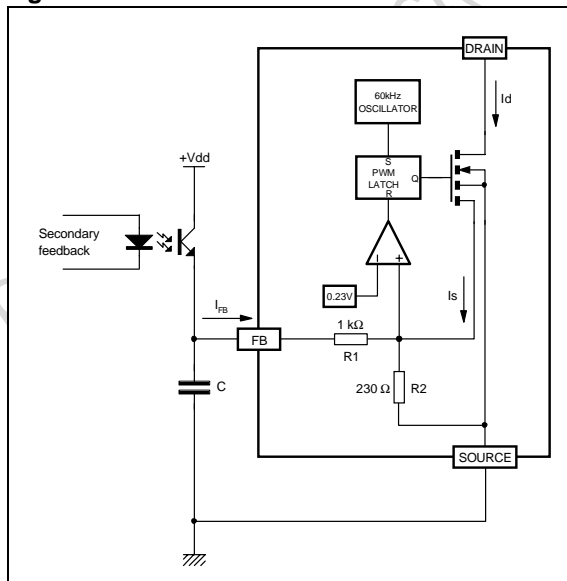 DRAIN
60kHz
OSCILLATOR
Id
+Vdd
S
PWM
LATCH
Q
R
Secondary
feedback
- +
0.23V
Is
I_FB
1 kΩ
FB
R1
C
230 Ω
R2
SOURCE